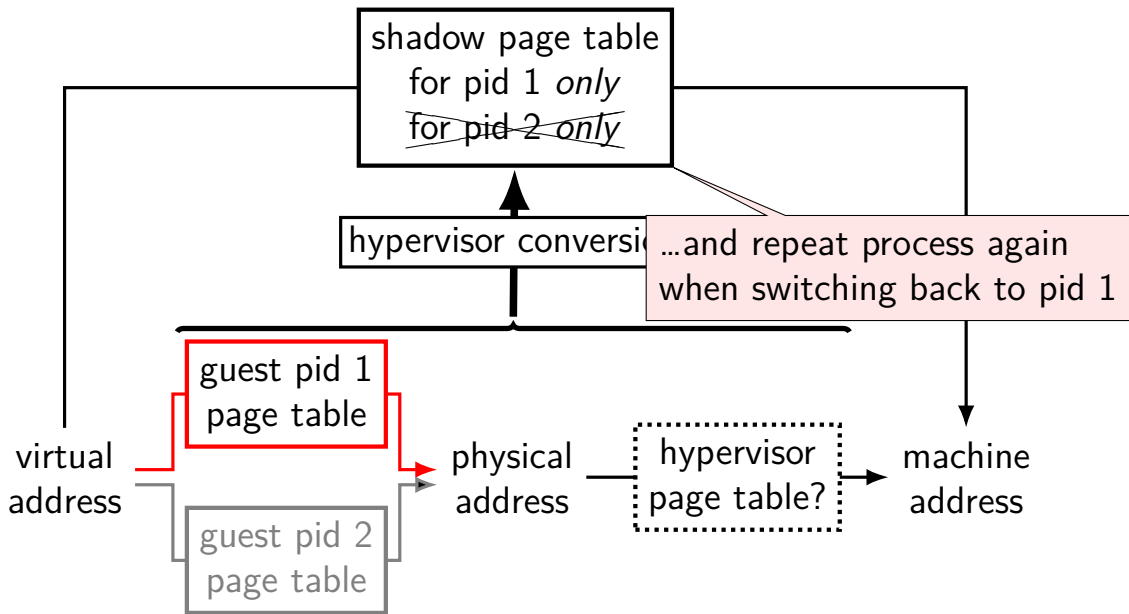 shadow page table
for pid 1 only
for pid 2 only
hypervisor conversi
…and repeat process again
when switching back to pid 1
guest pid 1
page table
virtual
address
physical
address
hypervisor
page table?
machine
address
guest pid 2
page table